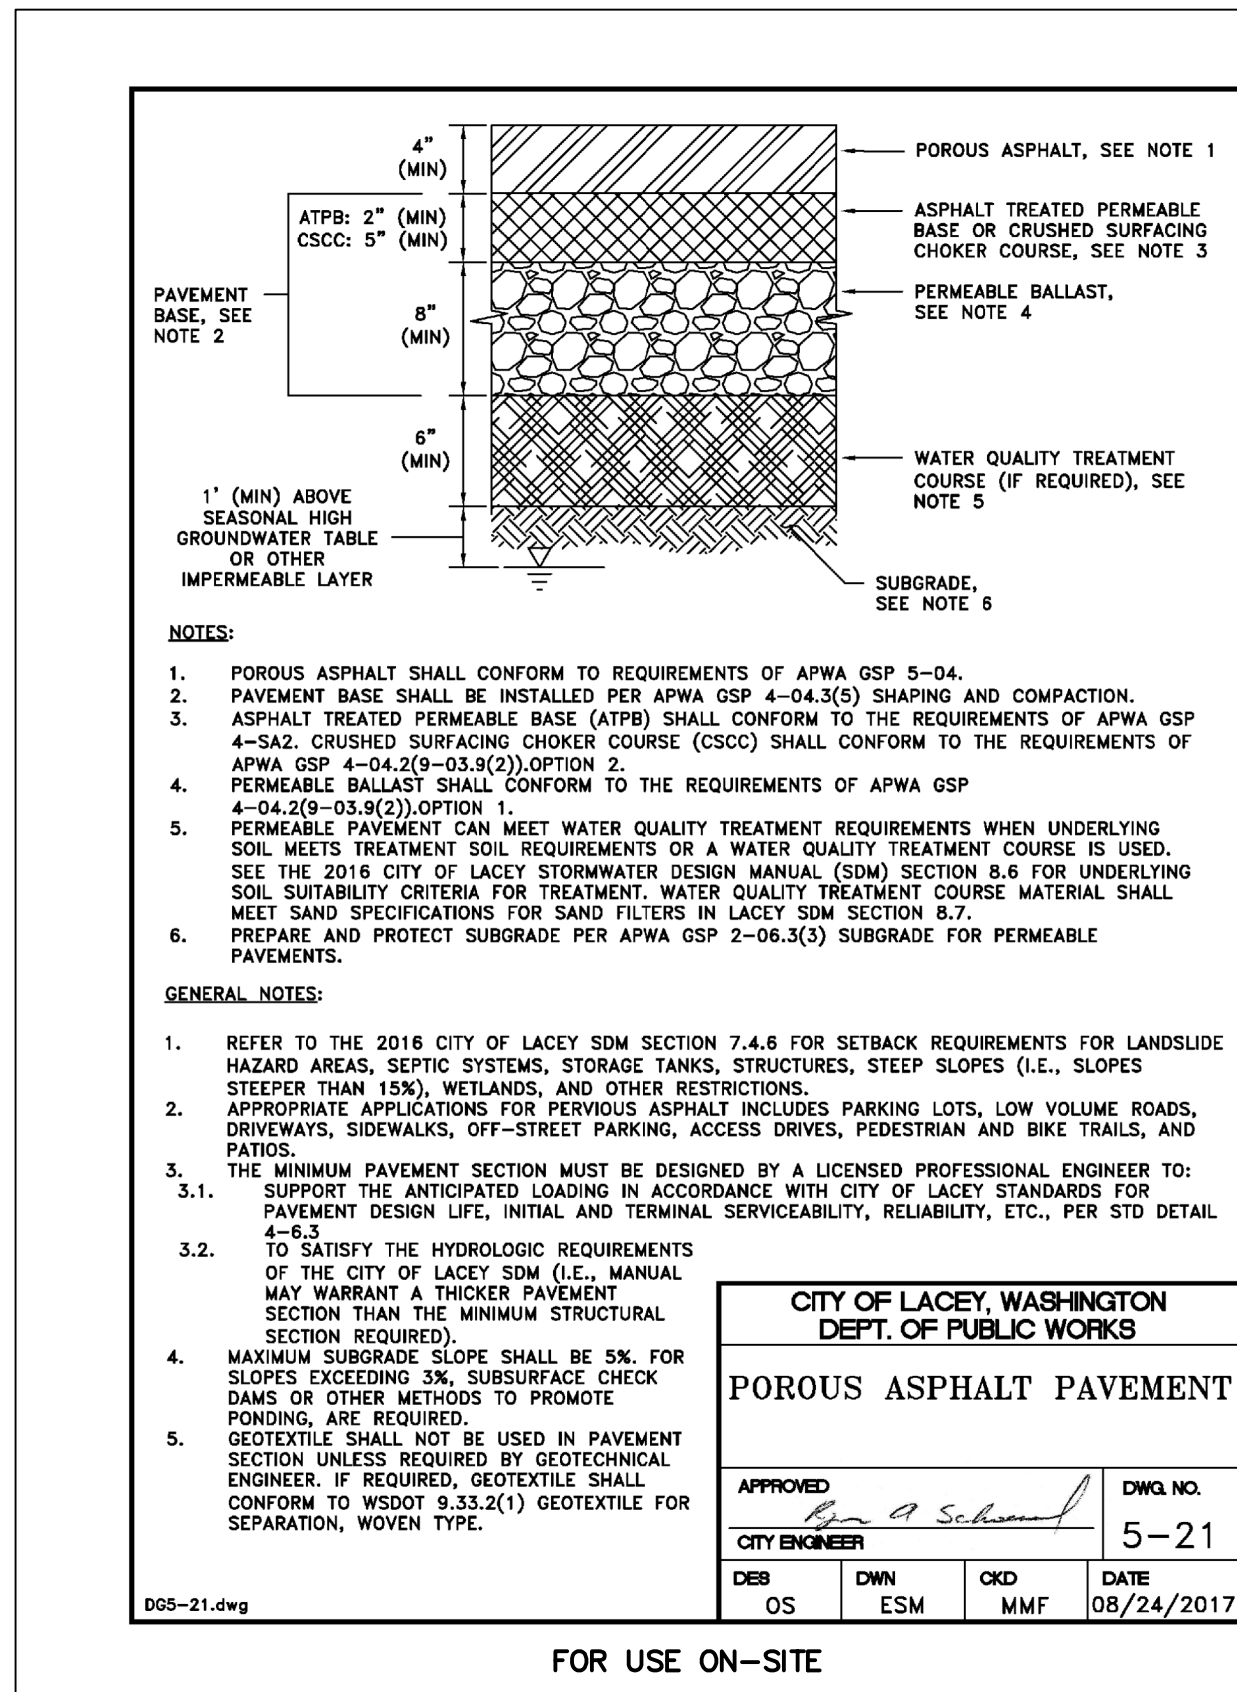 4" (MIN)
POROUS ASPHALT, SEE NOTE 1
ATPB: 2" (MIN)
CSCC: 5" (MIN)
ASPHALT TREATED PERMEABLE
BASE OR CRUSHED SURFACING
CHOKER COURSE, SEE NOTE 3
PAVEMENT
BASE, SEE
NOTE 2
8"
(MIN)
PERMEABLE BALLAST,
SEE NOTE 4
6"
(MIN)
WATER QUALITY TREATMENT
COURSE (IF REQUIRED), SEE
NOTE 5
1' (MIN) ABOVE
SEASONAL HIGH
GROUNDWATER TABLE
OR OTHER
IMPERMEABLE LAYER
SUBGRADE,
SEE NOTE 6
NOTES:
1. POROUS ASPHALT SHALL CONFORM TO REQUIREMENTS OF APWA GSP 5-04.
2. PAVEMENT BASE SHALL BE INSTALLED PER APWA GSP 4-04.3(5) SHAPING AND COMPACTION.
3. ASPHALT TREATED PERMEABLE BASE (ATPB) SHALL CONFORM TO THE REQUIREMENTS OF APWA GSP
4-SA2. CRUSHED SURFACING CHOKER COURSE (CSCC) SHALL CONFORM TO THE REQUIREMENTS OF
APWA GSP 4-04.2(9-03.9(2)).OPTION 2.
4. PERMEABLE BALLAST SHALL CONFORM TO THE REQUIREMENTS OF APWA GSP
4-04.2(9-03.9(2)).OPTION 1.
5. PERMEABLE PAVEMENT CAN MEET WATER QUALITY TREATMENT REQUIREMENTS WHEN UNDERLYING
SOIL MEETS TREATMENT SOIL REQUIREMENTS OR A WATER QUALITY TREATMENT COURSE IS USED.
SEE THE 2016 CITY OF LACEY STORMWATER DESIGN MANUAL (SDM) SECTION 8.6 FOR UNDERLYING
SOIL SUITABILITY CRITERIA FOR TREATMENT. WATER QUALITY TREATMENT COURSE MATERIAL SHALL
MEET SAND SPECIFICATIONS FOR SAND FILTERS IN LACEY SDM SECTION 8.7.
6. PREPARE AND PROTECT SUBGRADE PER APWA GSP 2-06.3(3) SUBGRADE FOR PERMEABLE
PAVEMENTS.
GENERAL NOTES:
1. REFER TO THE 2016 CITY OF LACEY SDM SECTION 7.4.6 FOR SETBACK REQUIREMENTS FOR LANDSLIDE
HAZARD AREAS, SEPTIC SYSTEMS, STORAGE TANKS, STRUCTURES, STEEP SLOPES (I.E., SLOPES
STEEPER THAN 15%), WETLANDS, AND OTHER RESTRICTIONS.
2. APPROPRIATE APPLICATIONS FOR PERVIOUS ASPHALT INCLUDES PARKING LOTS, LOW VOLUME ROADS,
DRIVEWAYS, SIDEWALKS, OFF-STREET PARKING, ACCESS DRIVES, PEDESTRIAN AND BIKE TRAILS, AND
PATIOS.
3. THE MINIMUM PAVEMENT SECTION MUST BE DESIGNED BY A LICENSED PROFESSIONAL ENGINEER TO:
3.1. SUPPORT THE ANTICIPATED LOADING IN ACCORDANCE WITH CITY OF LACEY STANDARDS FOR
PAVEMENT DESIGN LIFE, INITIAL AND TERMINAL SERVICEABILITY, RELIABILITY, ETC., PER STD DETAIL
4-6.3
3.2. TO SATISFY THE HYDROLOGIC REQUIREMENTS
OF THE CITY OF LACEY SDM (I.E., MANUAL
MAY WARRANT A THICKER PAVEMENT
SECTION THAN THE MINIMUM STRUCTURAL
SECTION REQUIRED).
4. MAXIMUM SUBGRADE SLOPE SHALL BE 5%. FOR
SLOPES EXCEEDING 3%, SUBSURFACE CHECK
DAMS OR OTHER METHODS TO PROMOTE
PONDING, ARE REQUIRED.
5. GEOTEXTILE SHALL NOT BE USED IN PAVEMENT
SECTION UNLESS REQUIRED BY GEOTECHNICAL
ENGINEER. IF REQUIRED, GEOTEXTILE SHALL
CONFORM TO WSDOT 9.33.2(1) GEOTEXTILE FOR
SEPARATION, WOVEN TYPE.
CITY OF LACEY, WASHINGTON
DEPT. OF PUBLIC WORKS
POROUS ASPHALT PAVEMENT
APPROVED
CITY ENGINEER
DWG. NO.
5-21
DES
OS
DWN
ESM
CKD
MMF
DATE
08/24/2017
DG5-21.dwg
FOR USE ON-SITE